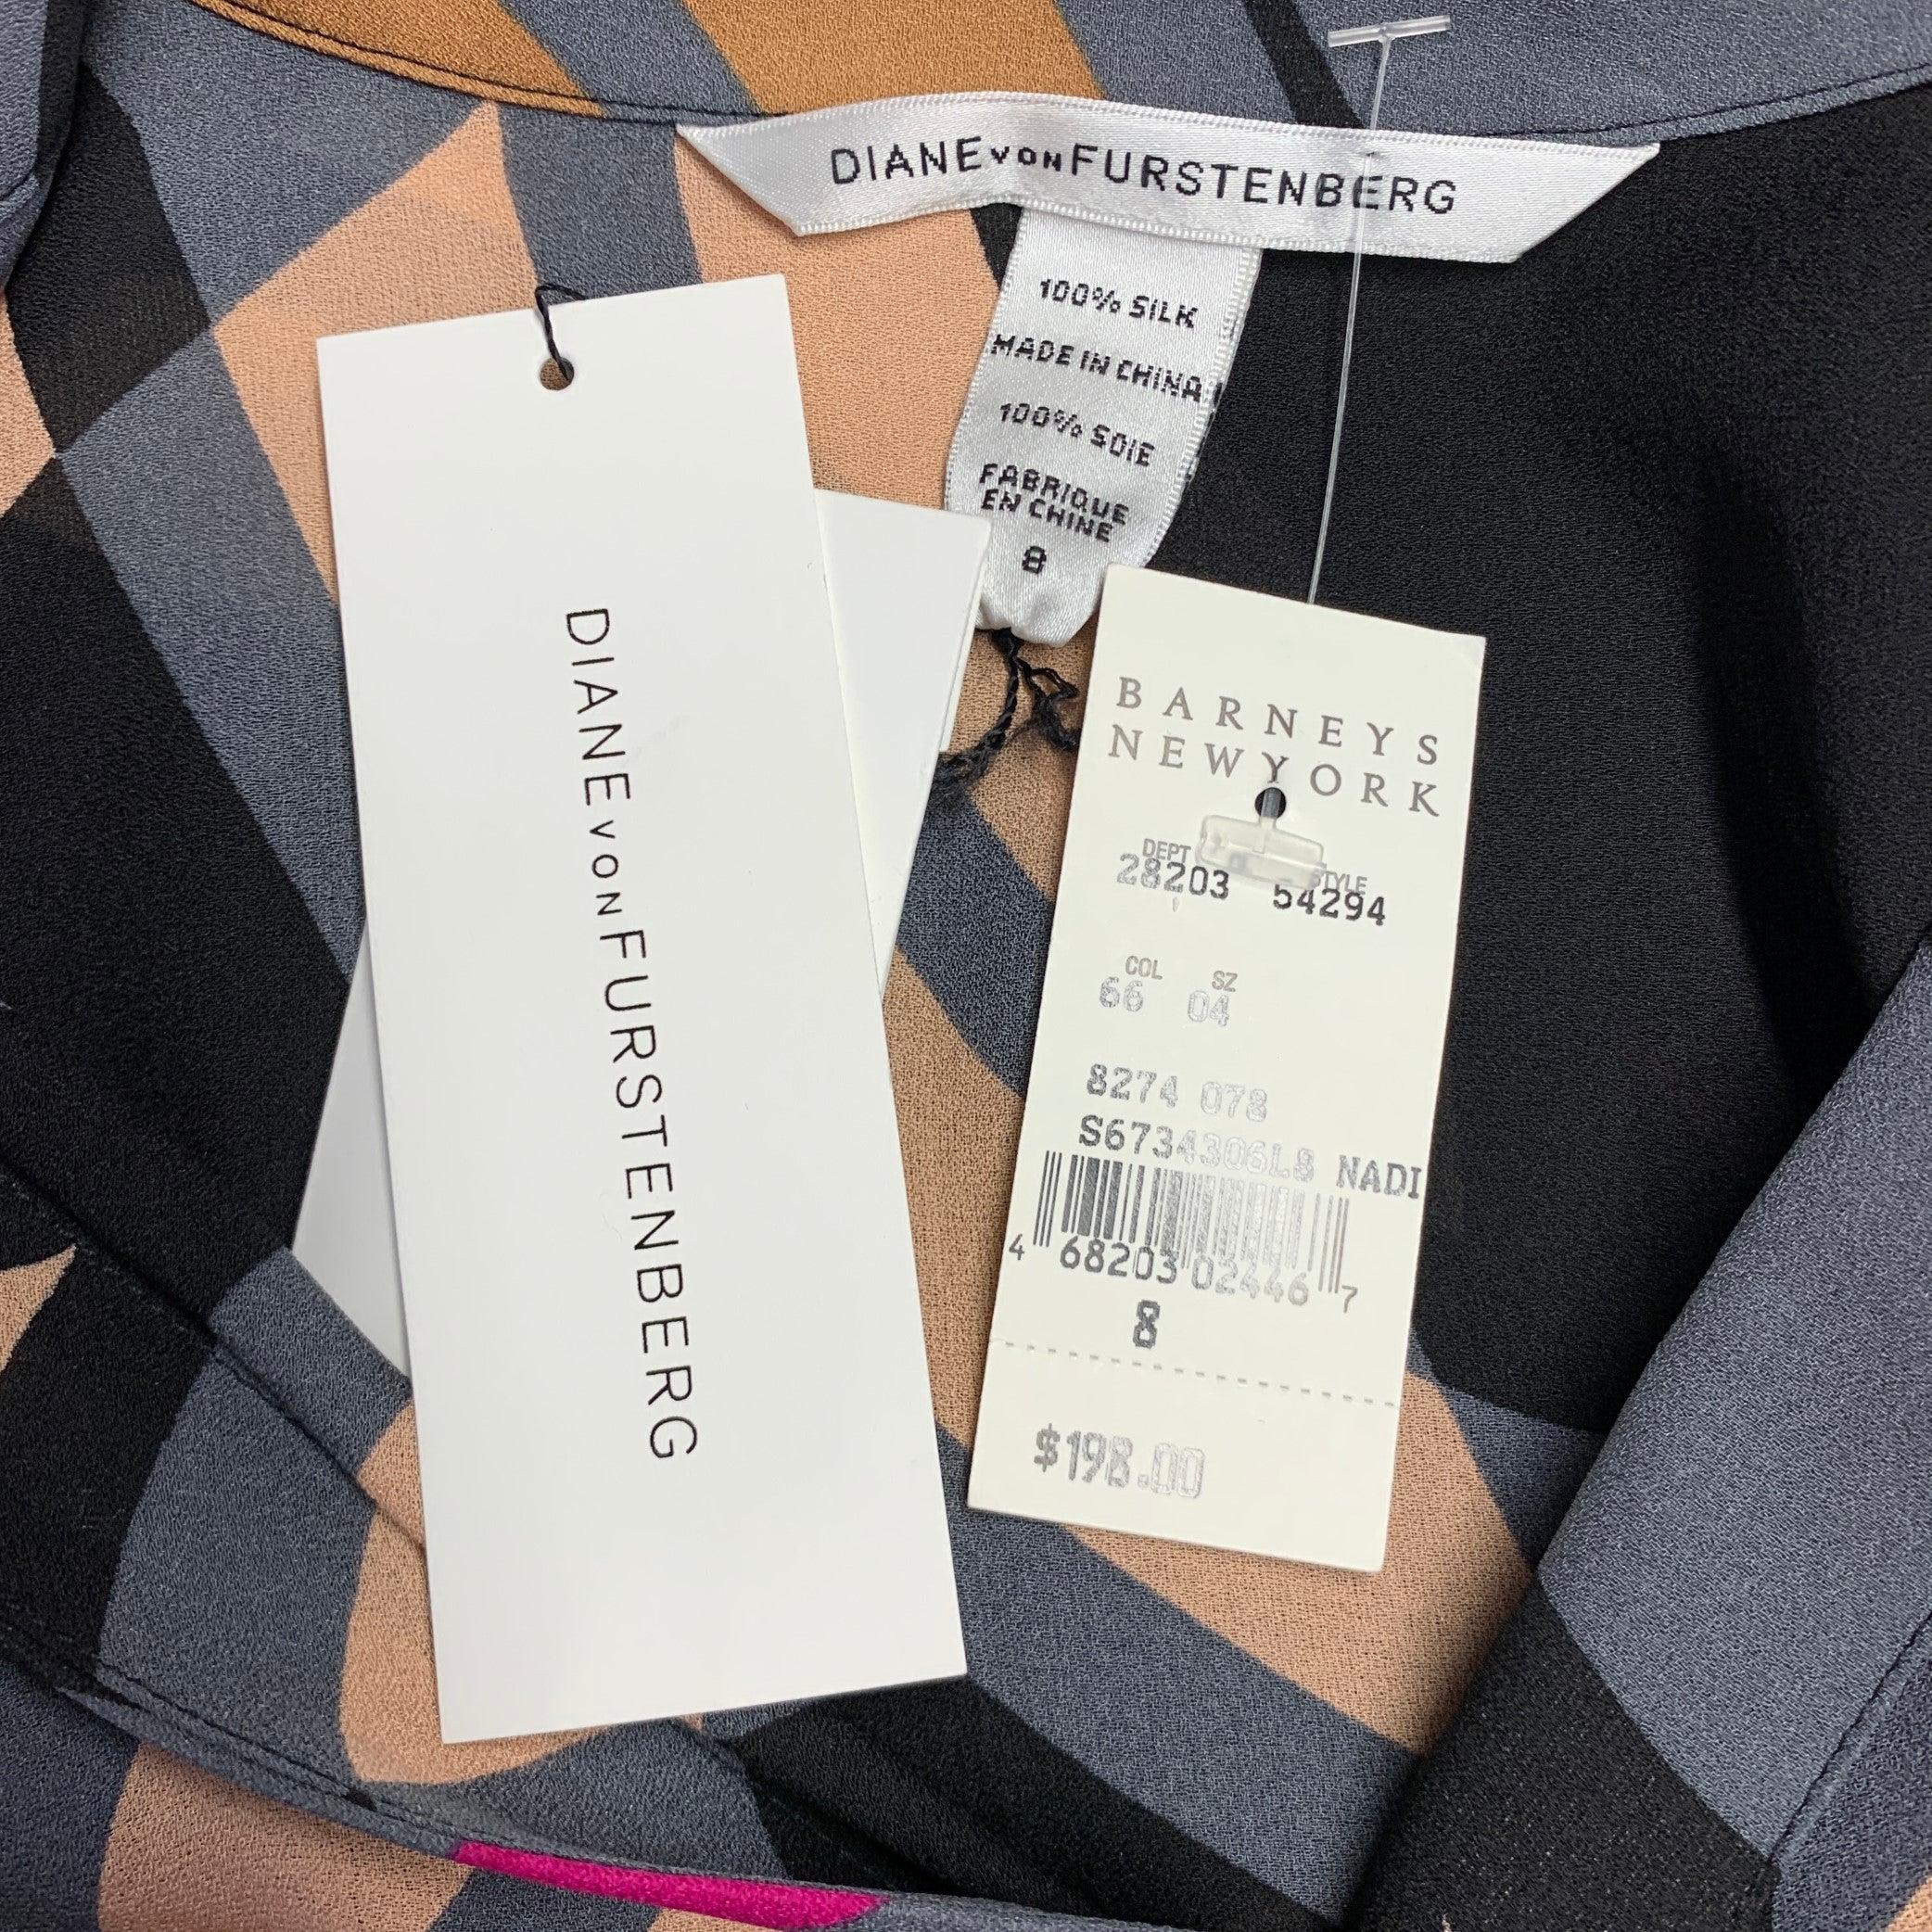 DIANE VON FURSTENBERG
100% SILK
MADE IN CHINA
100% SOIE
FABRIQUE
EN CHINE
8
DIANE VON FURSTENBERG
BARNEYS
NEW YORK
DEPT STYLE
28203 54294
COL SZ
66 04
8274 078
S6734306L8 NADI
4 68203 02446 7
8
$198.00